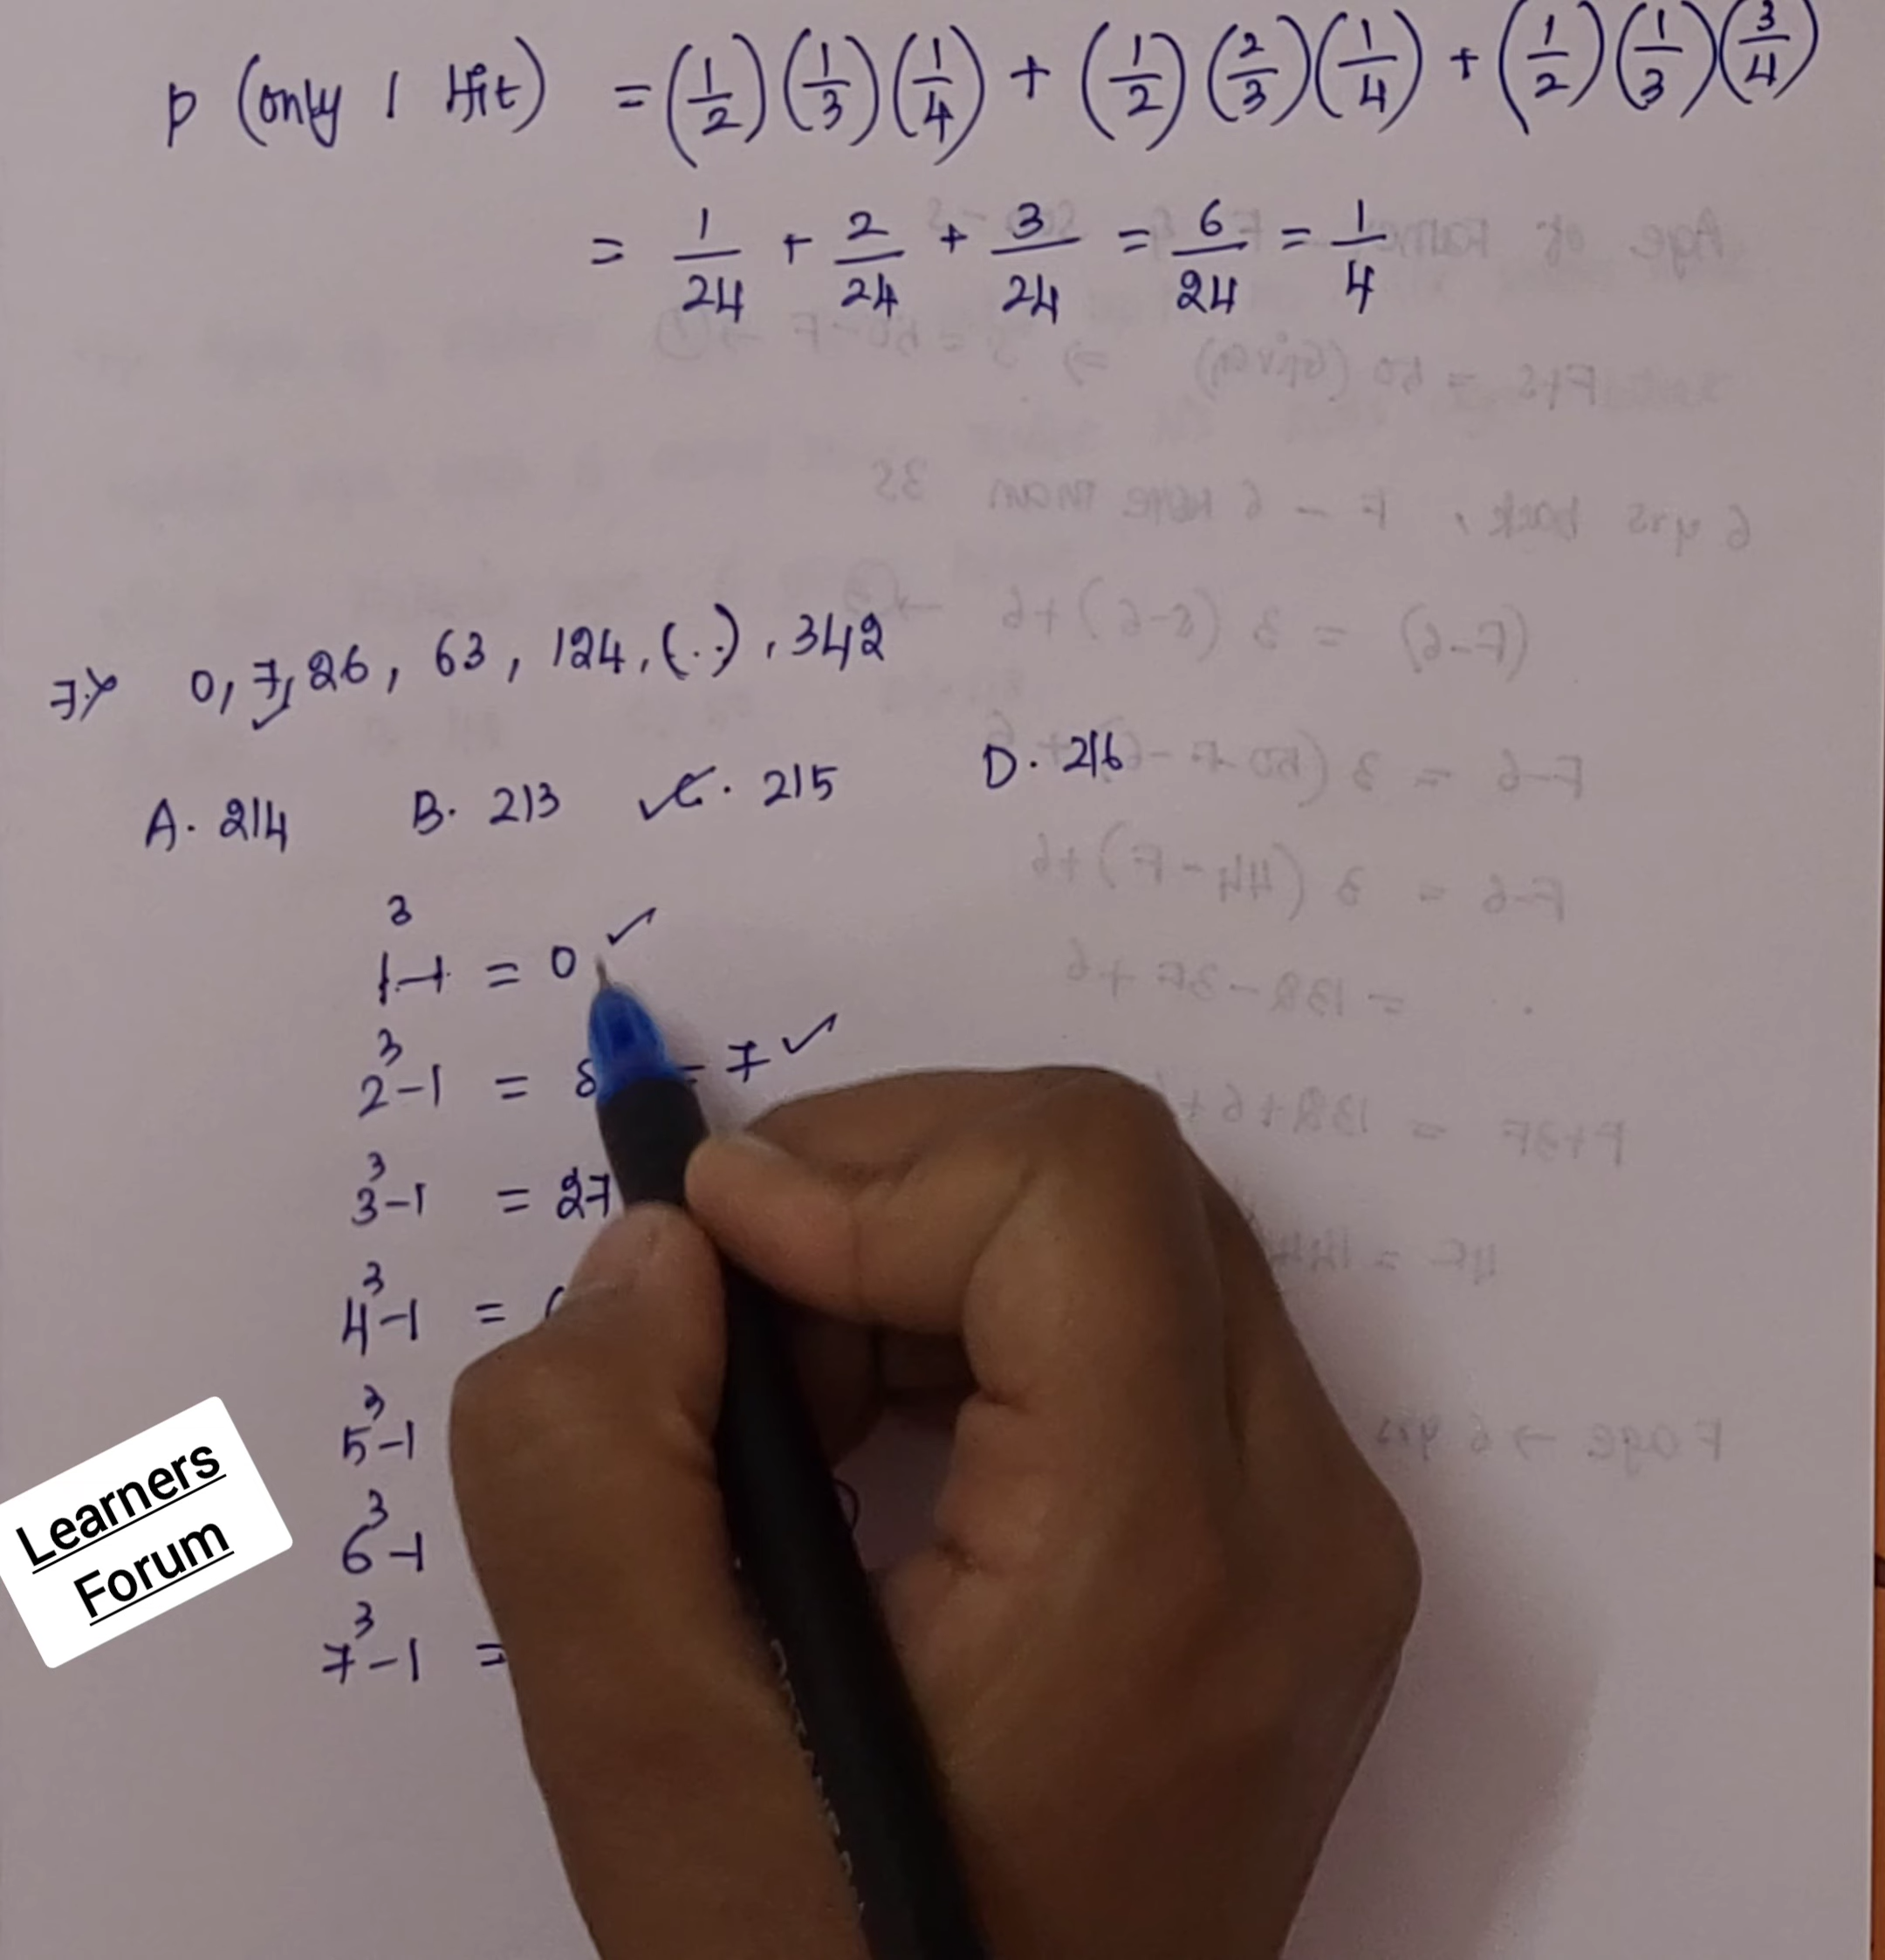 P (only 1 Hit) = (1/2)(1/3)(1/4) + (1/2)(2/3)(1/4) + (1/2)(1/3)(3/4)
= 1/24 + 2/24 + 3/24 = 6/24 = 1/4
7) 0, 7, 26, 63, 124, (..), 342
A. 214 B. 213 ✓C. 215 D. 216
1³-1 = 0 ✓
2³-1 = 8 = 7 ✓
3³-1 = 27
4³-1 =
5³-1
6³-1
7³-1 =
Learners
Forum